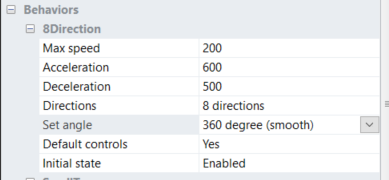 Behaviors
8Direction
Max speed 200
Acceleration 600
Deceleration 500
Directions 8 directions
Set angle 360 degree (smooth)
Default controls Yes
Initial state Enabled